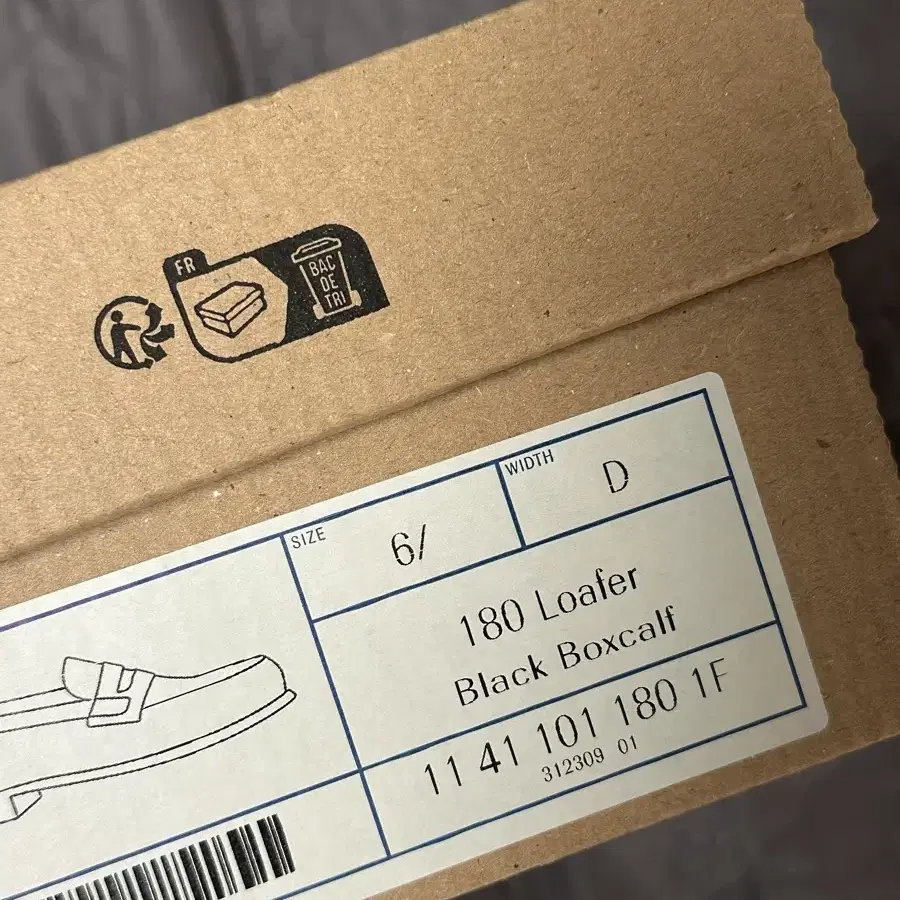 FR
BAC
DE
TRI
WIDTH
D
SIZE
6/
180 Loafer
Black Boxcalf
11 41 101 180 1F
312309 01